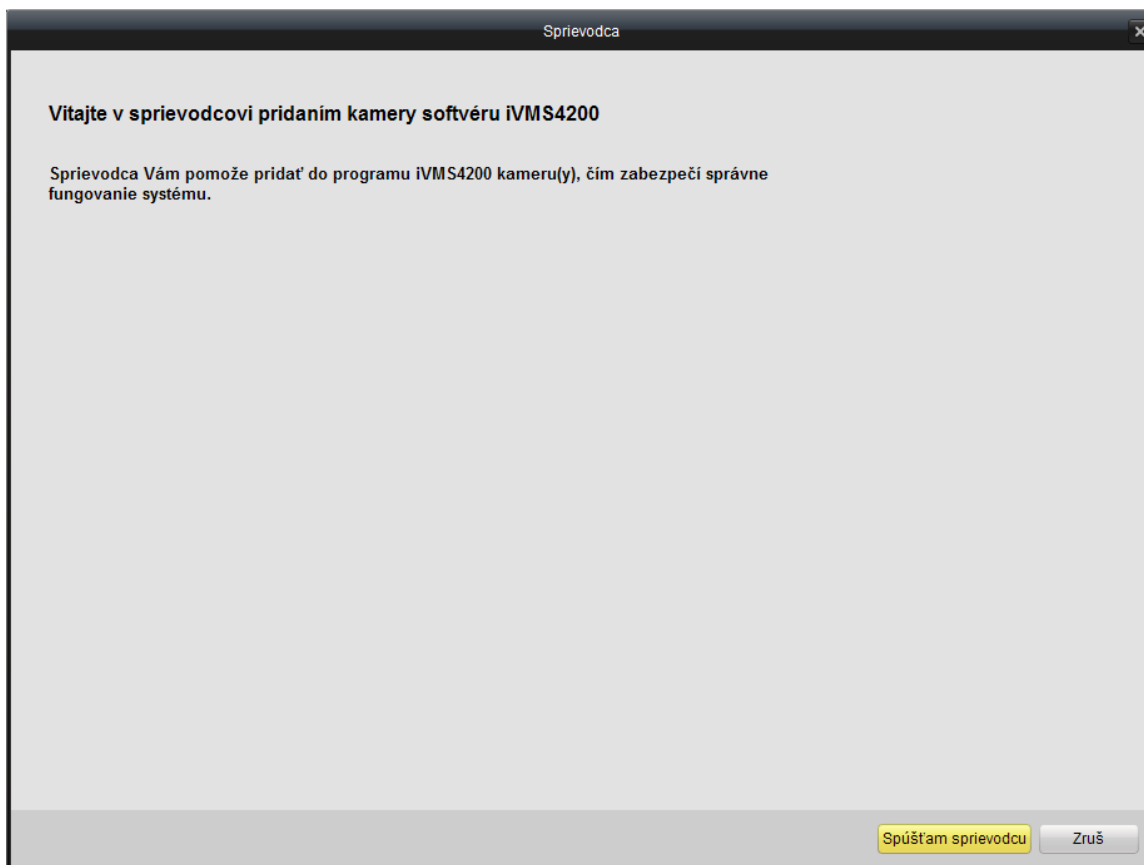 Sprievodca
Vitajte v sprievodcovi pridaním kamery softvéru iVMS4200
Sprievodca Vám pomože pridať do programu iVMS4200 kameru(y), čím zabezpečí správne
fungovanie systému.
Spúšťam sprievodcu
Zruš